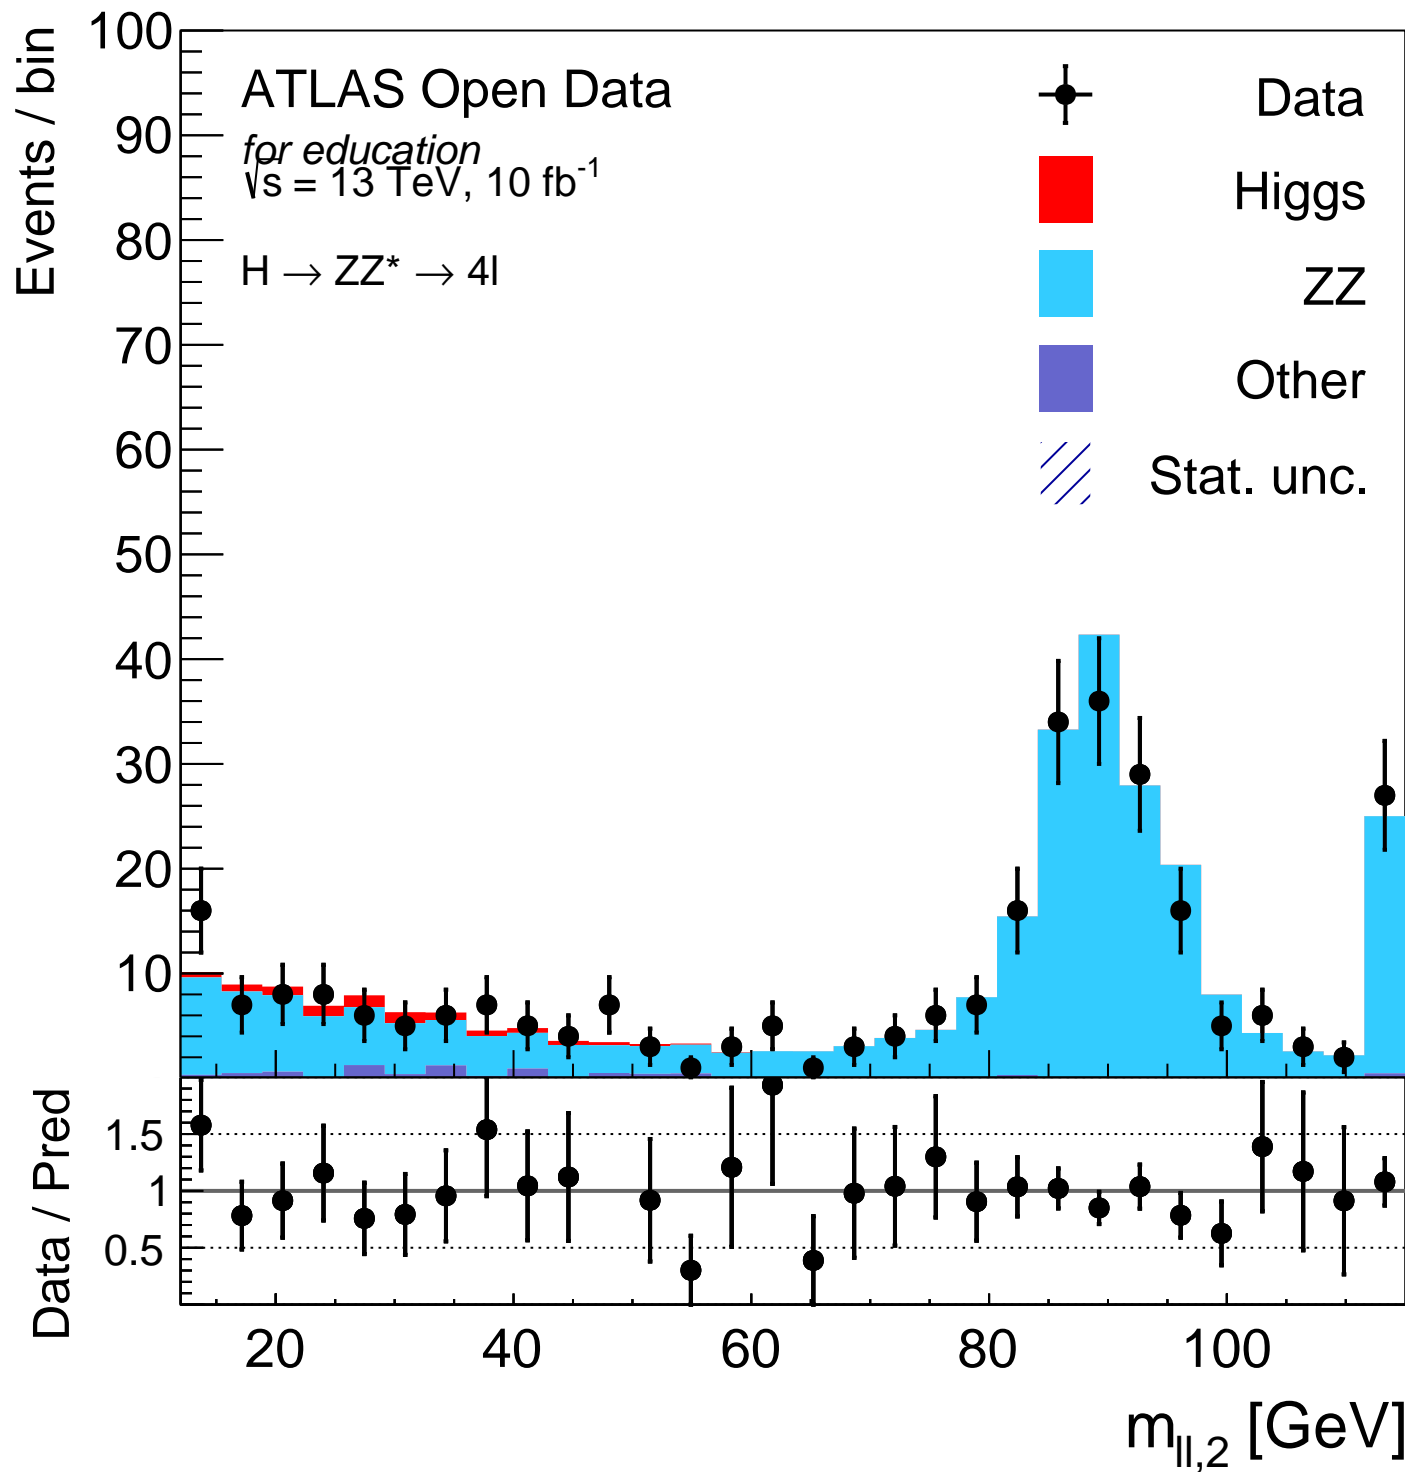 Events / bin
100
90
80
70
60
50
40
30
20
10
ATLAS Open Data
for education
√s = 13 TeV, 10 fb⁻¹
H → ZZ* → 4l
Data
Higgs
ZZ
Other
Stat. unc.
Data / Pred
1.5
1
0.5
20 40 60 80 100
m_ll,2 [GeV]